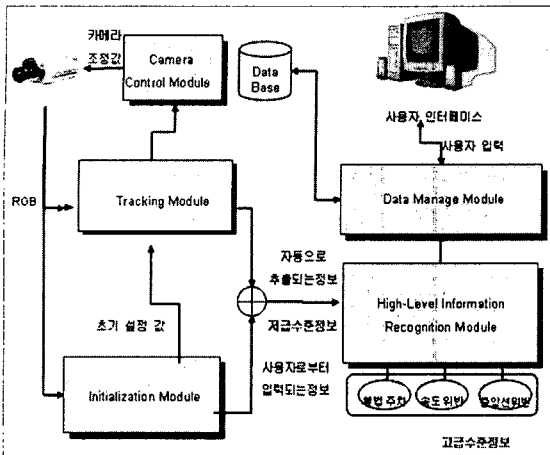 카메라
조정값
Camera
Control Module
Data
Base
사용자 인터페이스
사용자 입력
RGB
Tracking Module
Data Manage Module
자동으로
추출되는정보
저급수준정보
High-Level Information
Recognition Module
초기 설정 값
사용자로부터
입력되는정보
Initialization Module
불법 주차
속도 위반
중앙선위반
고급수준정보